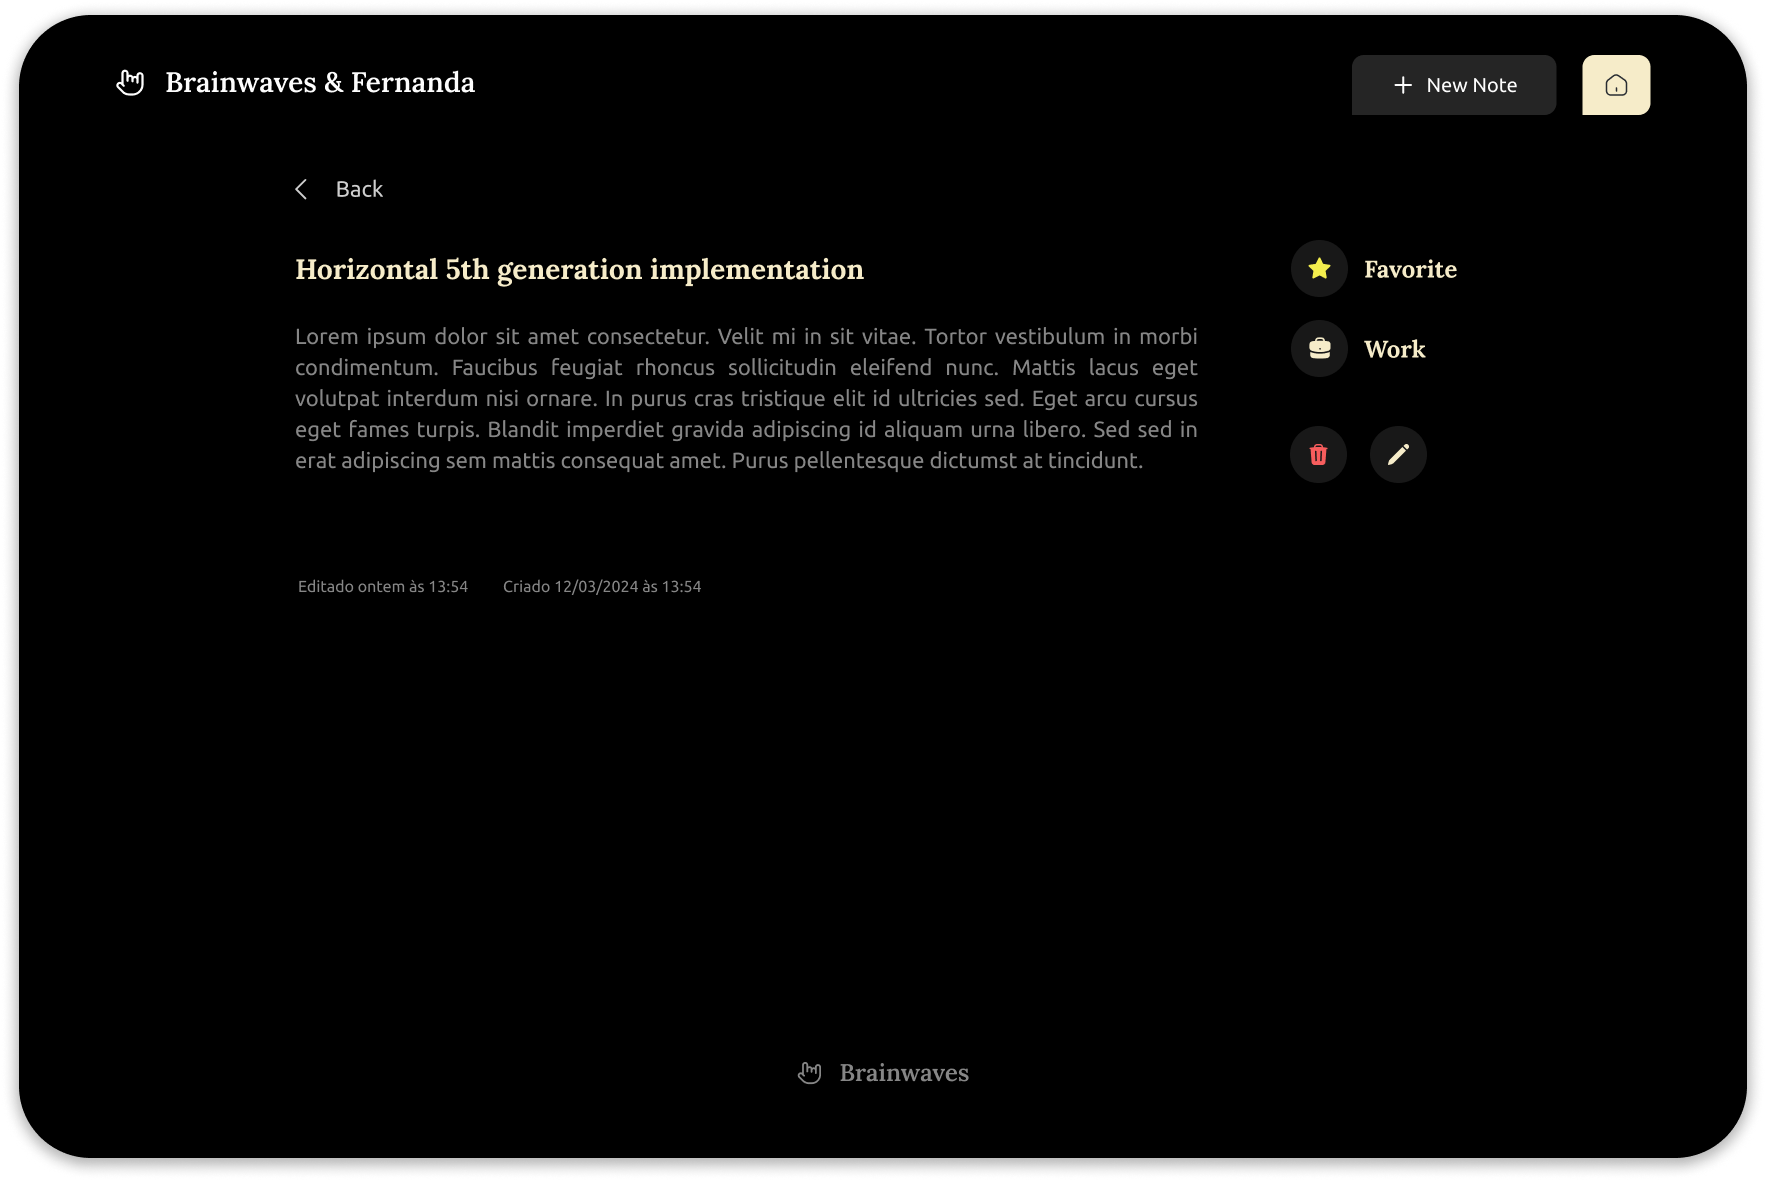 Brainwaves & Fernanda
New Note
Back
Horizontal 5th generation implementation
Favorite
Lorem ipsum dolor sit amet consectetur. Velit mi in sit vitae. Tortor vestibulum in morbi
condimentum. Faucibus feugiat rhoncus sollicitudin eleifend nunc. Mattis lacus eget
volutpat interdum nisi ornare. In purus cras tristique elit id ultricies sed. Eget arcu cursus
eget fames turpis. Blandit imperdiet gravida adipiscing id aliquam urna libero. Sed sed in
erat adipiscing sem mattis consequat amet. Purus pellentesque dictumst at tincidunt.
Work
Editado ontem às 13:54
Criado 12/03/2024 às 13:54
Brainwaves